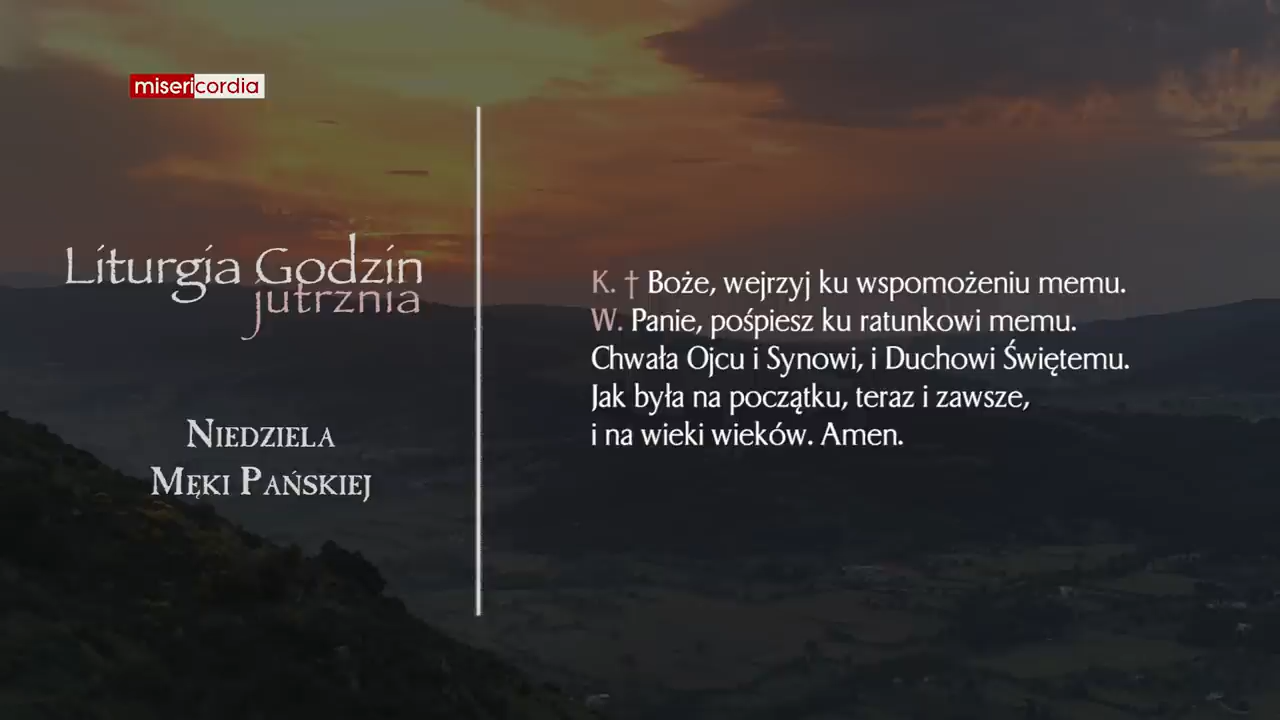 misericordia
Liturgia Godzin
jutrznia
Niedziela
Męki Pańskiej
K. † Boże, wejrzyj ku wspomożeniu memu.
W. Panie, pośpiesz ku ratunkowi memu.
Chwała Ojcu i Synowi, i Duchowi Świętemu.
Jak była na początku, teraz i zawsze,
i na wieki wieków. Amen.